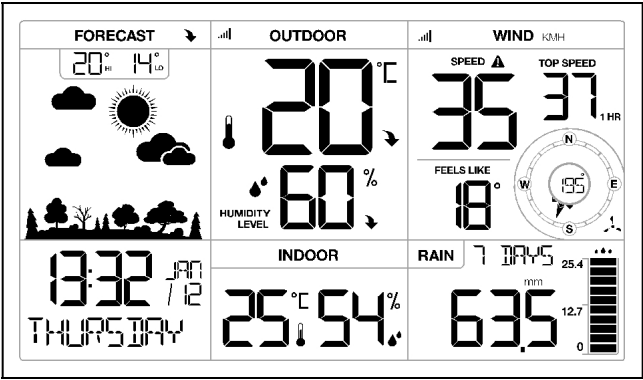 FORECAST
20° HI 14° LO
13:32
JAN
/ 12
THURSDAY
OUTDOOR
20°C
60%
HUMIDITY
LEVEL
INDOOR
25°C 54%
WIND KMH
SPEED
TOP SPEED
35
37
1 HR
FEELS LIKE
18°
N
W
E
S
195°
RAIN 7 DAYS
mm
63.5
25.4
12.7
0